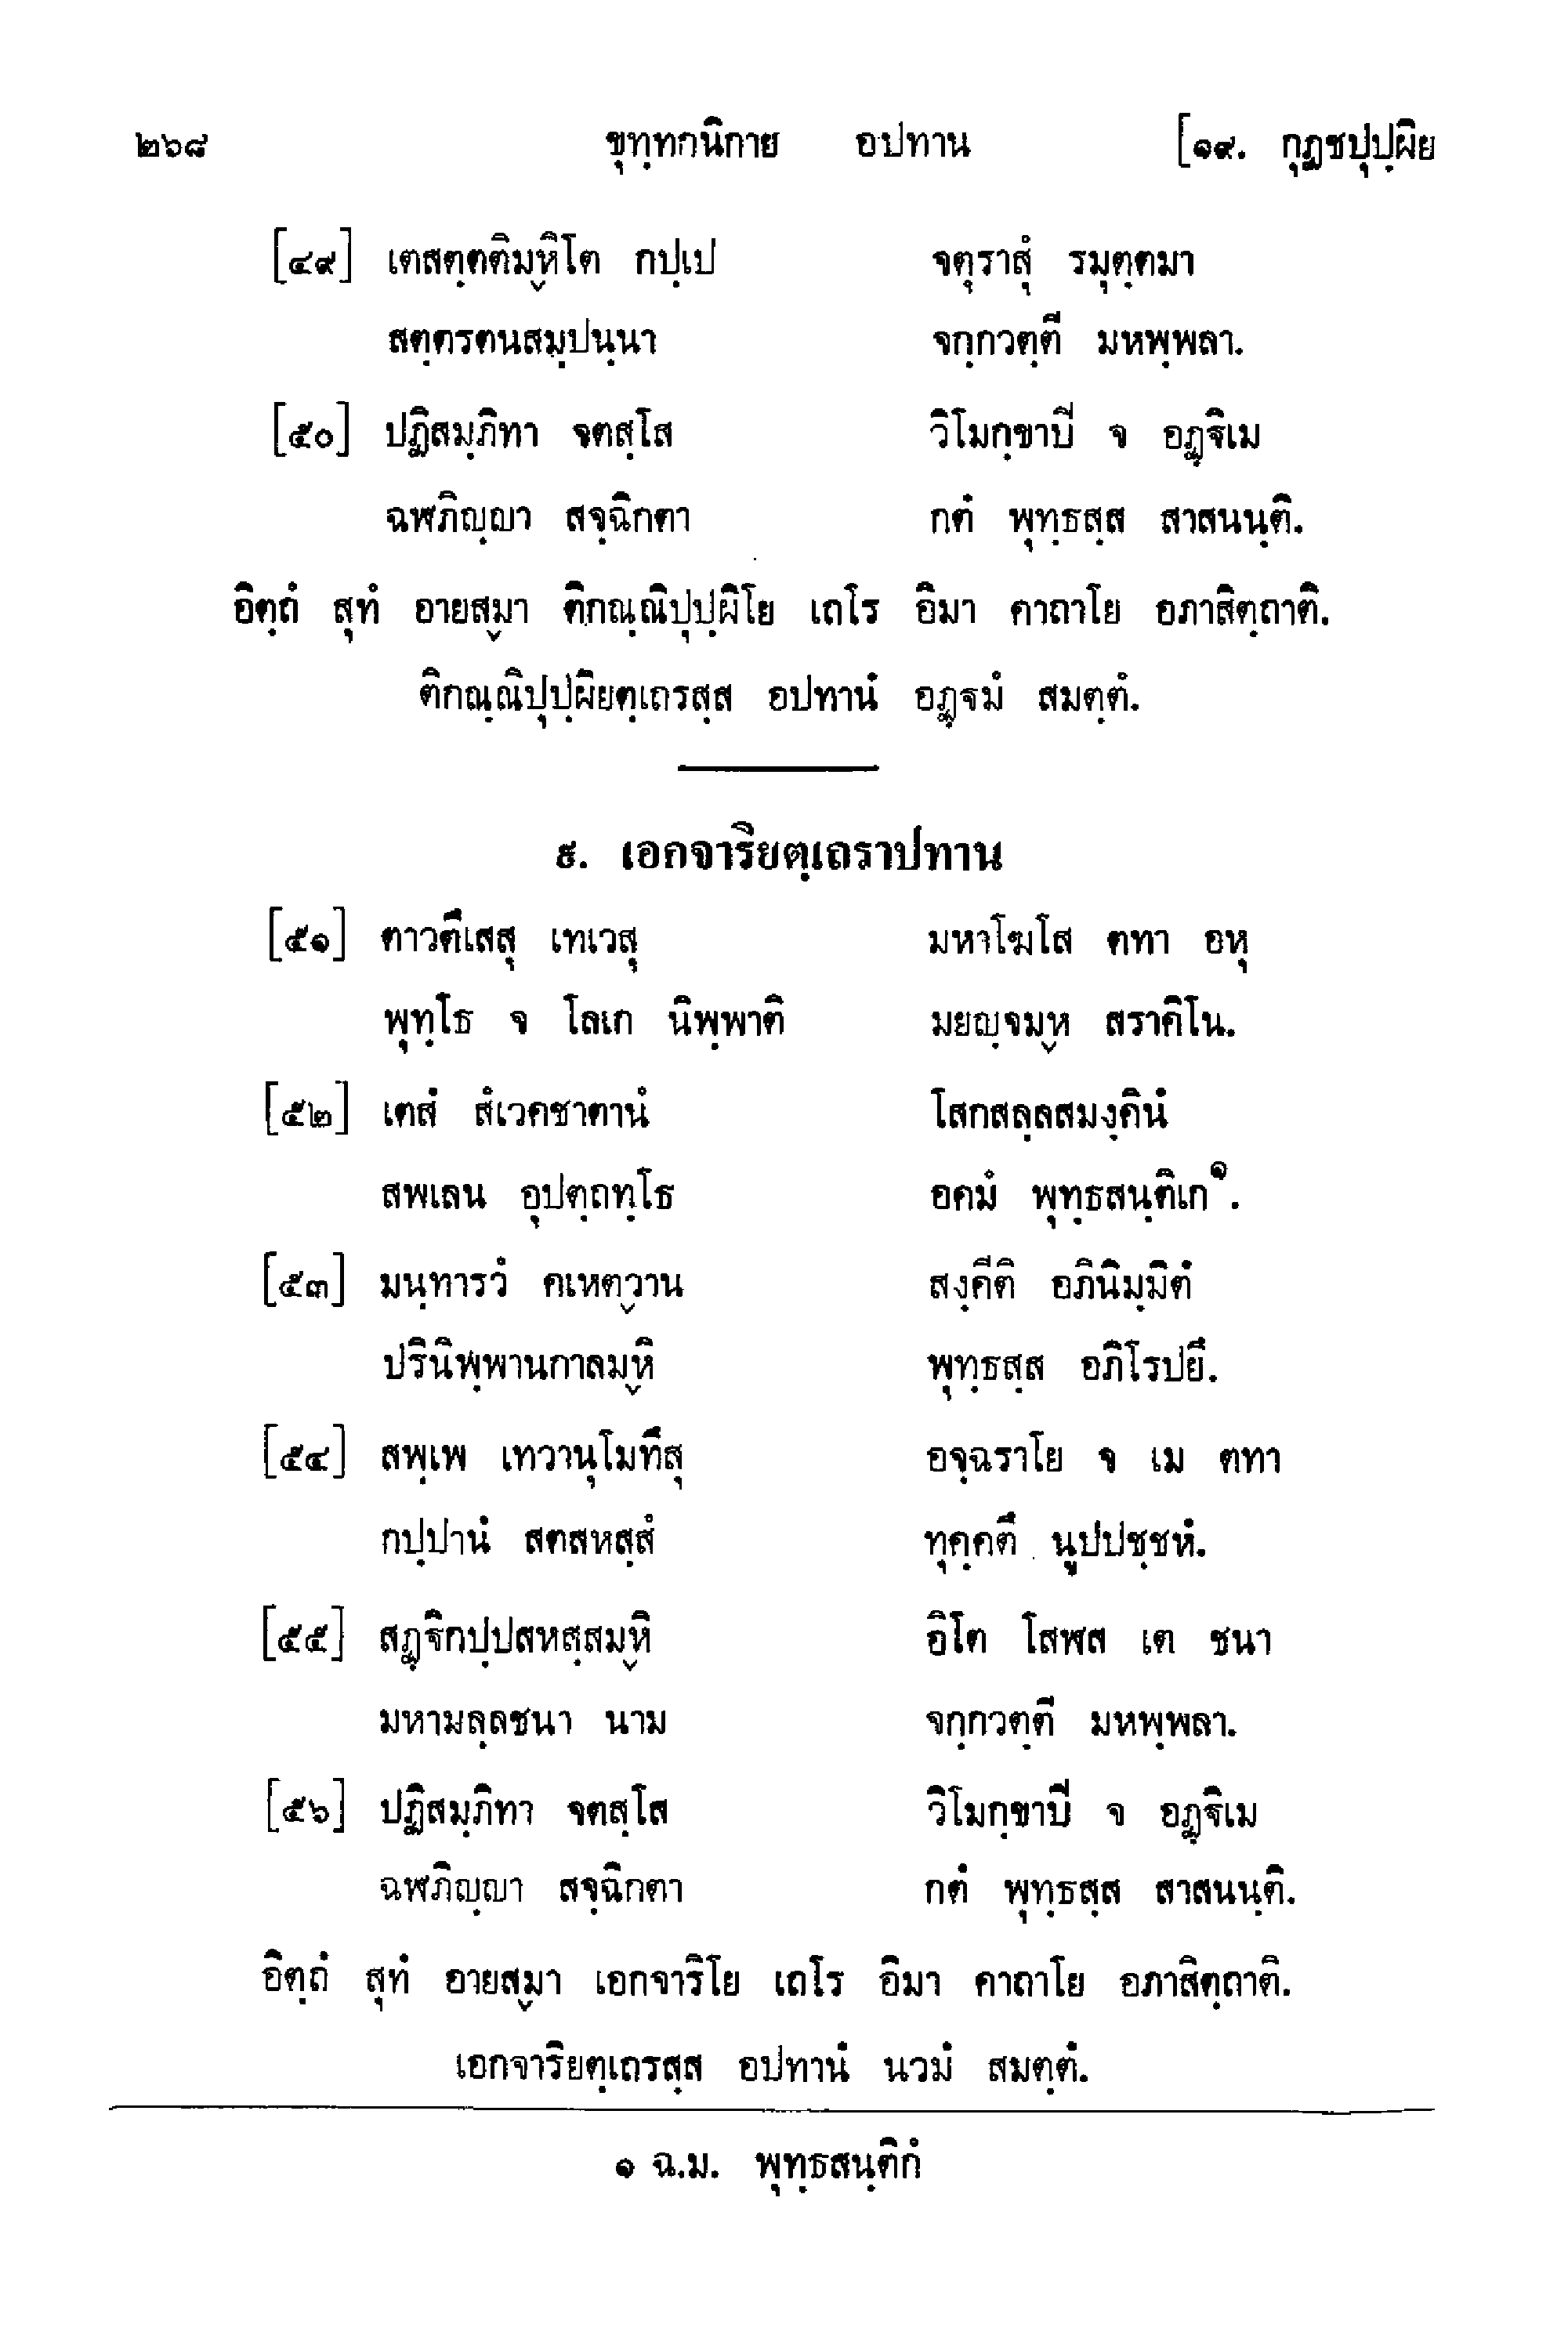 ๒๖๘ ขุทฺทกนิกาย อปทาน [๑๙. กุฏชปุปฺผิย
[๔๙] เตสตฺตติมฺหิโต กปฺเป จตุราสุํ รมุตฺตมา
สตฺตรตนสมฺปนฺนา จกฺกวตฺตี มหพฺพลา.
[๕๐] ปฏิสมฺภิทา จตสฺโส วิโมกฺขาปิ จ อฏฺฐิเม
ฉฬภิญฺญา สจฺฉิกตา กตํ พุทฺธสฺส สาสนนฺติ.
อิตฺถํ สุทํ อายสฺมา ติกณฺณิปุปฺผิโย เถโร อิมา คาถาโย อภาสิตฺถาติ.
ติกณฺณิปุปฺผิยตฺเถรสฺส อปทานํ อฏฺฐมํ สมตฺตํ.
๙. เอกจาริยตฺเถราปทาน
[๕๑] ตาวตึเสสุ เทเวสุ มหาโฆโส ตทา อหุ
พุทฺโธ จ โลเก นิพฺพาติ มยญฺจมฺห สราคิโน.
[๕๒] เตสํ สํเวคชาตานํ โสกสลฺลสมงฺคินํ
สพเลน อุปตฺถทฺโธ อคมํ พุทฺธสนฺติเก๑.
[๕๓] มนฺทารวํ คเหตฺวาน สงฺคีติ อภินิมฺมิตํ
ปรินิพฺพานกาลมฺหิ พุทฺธสฺส อภิโรปยึ.
[๕๔] สพฺเพ เทวานุโมทึสุ อจฺฉราโย จ เม ตทา
กปฺปานํ สตสหสฺสํ ทุคฺคตึ นูปปชฺชหํ.
[๕๕] สฏฺฐิกปฺปสหสฺสมฺหิ อิโต โสฬส เต ชนา
มหามลฺลชนา นาม จกฺกวตฺตี มหพฺพลา.
[๕๖] ปฏิสมฺภิทา จตสฺโส วิโมกฺขาปิ จ อฏฺฐิเม
ฉฬภิญฺญา สจฺฉิกตา กตํ พุทฺธสฺส สาสนนฺติ.
อิตฺถํ สุทํ อายสฺมา เอกจาริโย เถโร อิมา คาถาโย อภาสิตฺถาติ.
เอกจาริยตฺเถรสฺส อปทานํ นวมํ สมตฺตํ.
๑ ฉ.ม. พุทฺธสนฺติกํ